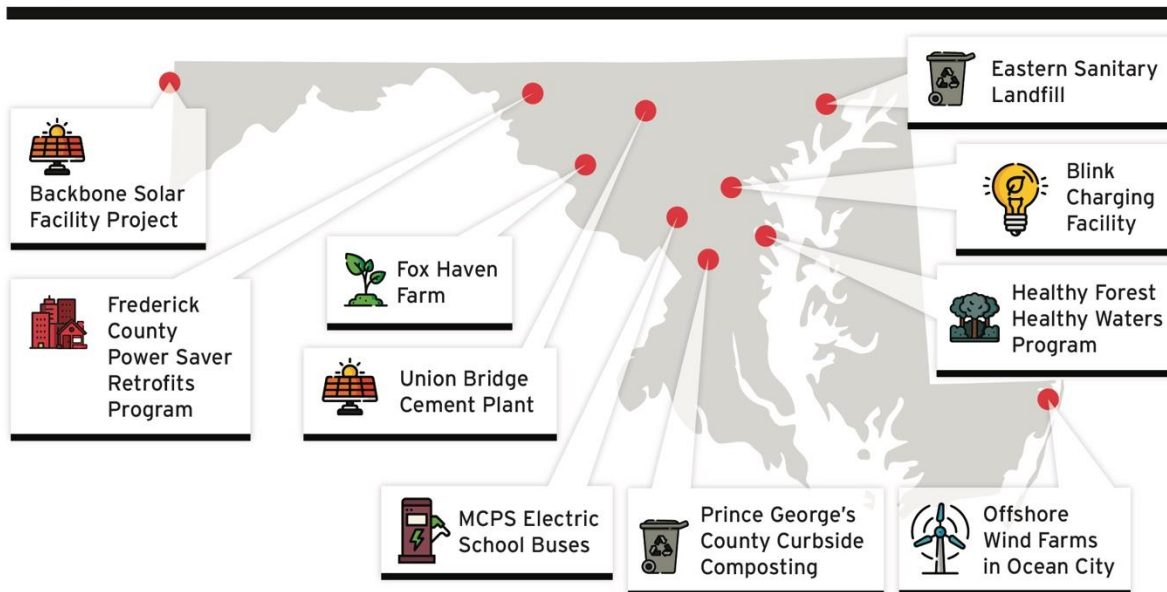 Eastern Sanitary
Landfill
Backbone Solar
Facility Project
Blink
Charging
Facility
Fox Haven
Farm
Healthy Forest
Healthy Waters
Program
Frederick
County
Power Saver
Retrofits
Program
Union Bridge
Cement Plant
MCPS Electric
School Buses
Prince George's
County Curbside
Composting
Offshore
Wind Farms
in Ocean City